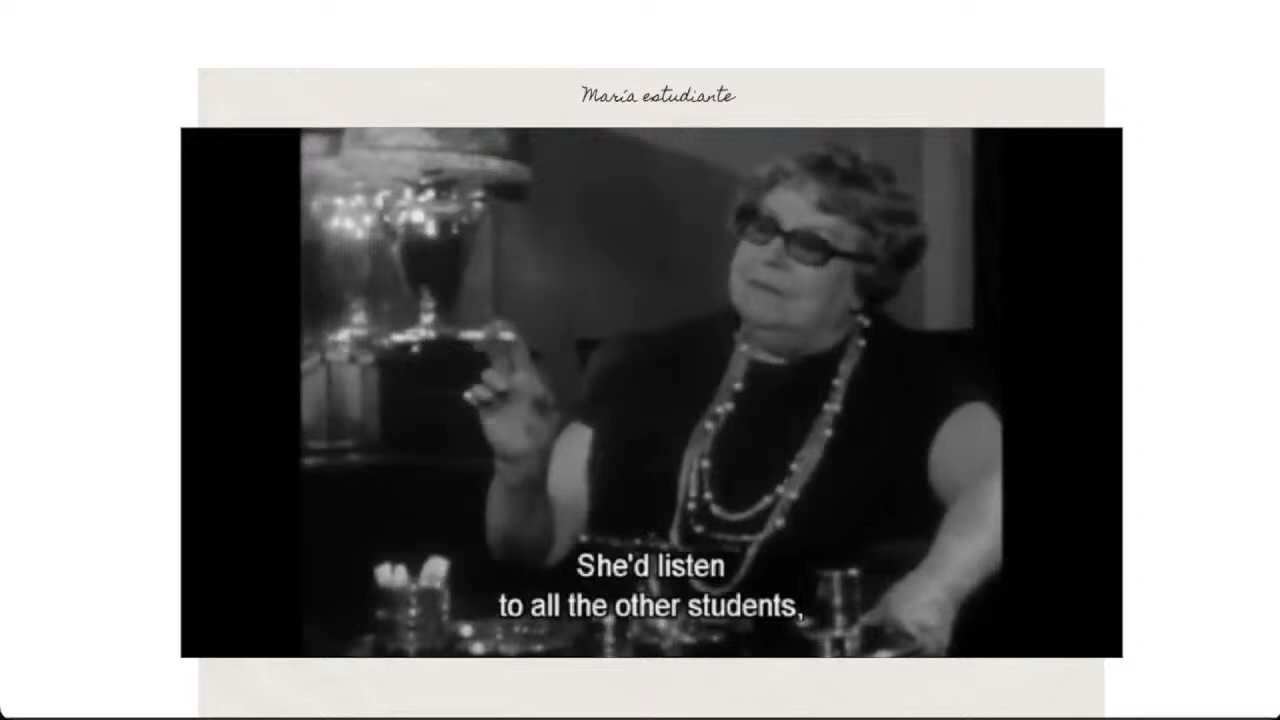 María estudiante
She'd listen
to all the other students,